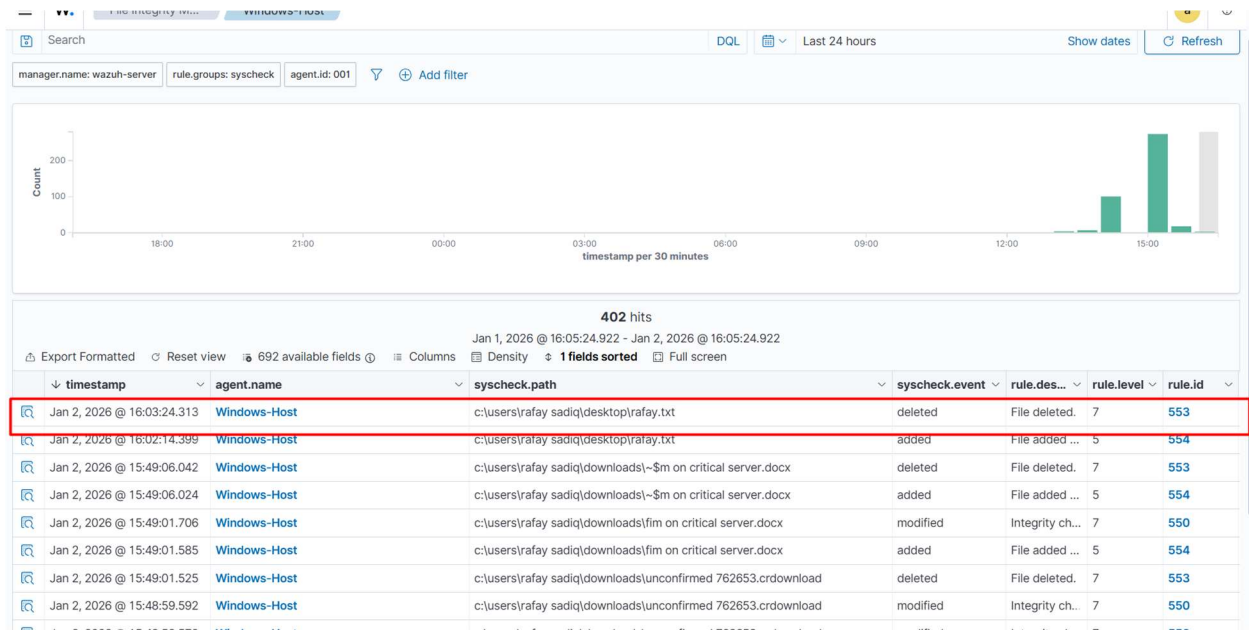 W. File Integrity M... Windows-Host a
Search DQL Last 24 hours Show dates Refresh
manager.name: wazuh-server rule.groups: syscheck agent.id: 001 Add filter
Count
200
100
0
18:00 21:00 00:00 03:00 06:00 09:00 12:00 15:00
timestamp per 30 minutes
402 hits
Jan 1, 2026 @ 16:05:24.922 - Jan 2, 2026 @ 16:05:24.922
Export Formatted Reset view 692 available fields Columns Density 1 fields sorted Full screen
timestamp agent.name syscheck.path syscheck.event rule.des... rule.level rule.id
Jan 2, 2026 @ 16:03:24.313 Windows-Host c:\users\rafay sadiq\desktop\rafay.txt deleted File deleted. 7 553
Jan 2, 2026 @ 16:02:14.399 Windows-Host c:\users\rafay sadiq\desktop\rafay.txt added File added ... 5 554
Jan 2, 2026 @ 15:49:06.042 Windows-Host c:\users\rafay sadiq\downloads\~$m on critical server.docx deleted File deleted. 7 553
Jan 2, 2026 @ 15:49:06.024 Windows-Host c:\users\rafay sadiq\downloads\~$m on critical server.docx added File added ... 5 554
Jan 2, 2026 @ 15:49:01.706 Windows-Host c:\users\rafay sadiq\downloads\fim on critical server.docx modified Integrity ch... 7 550
Jan 2, 2026 @ 15:49:01.585 Windows-Host c:\users\rafay sadiq\downloads\fim on critical server.docx added File added ... 5 554
Jan 2, 2026 @ 15:49:01.525 Windows-Host c:\users\rafay sadiq\downloads\unconfirmed 762653.crdownload deleted File deleted. 7 553
Jan 2, 2026 @ 15:48:59.592 Windows-Host c:\users\rafay sadiq\downloads\unconfirmed 762653.crdownload modified Integrity ch... 7 550